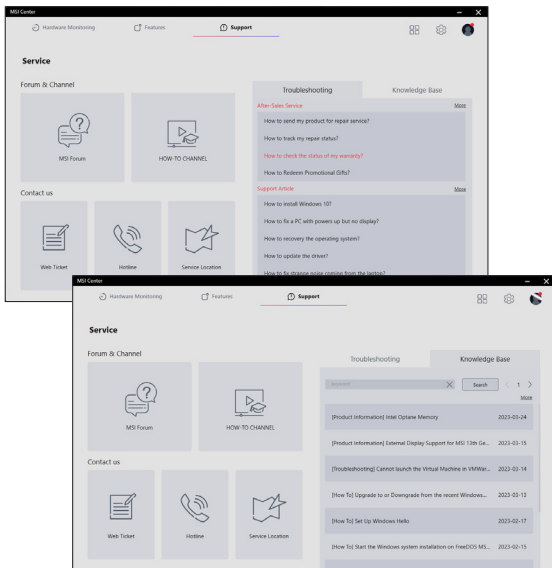 MSI Center
Hardware Monitoring
Features
Support
Service
Forum & Channel
MSI Forum
HOW-TO CHANNEL
Contact us
Web Ticket
Hotline
Service Location
Troubleshooting
Knowledge Base
After-Sales Service
More
How to send my product for repair service?
How to track my repair status?
How to check the status of my warranty?
How to Redeem Promotional Gifts?
Support Article
More
How to install Windows 10?
How to fix a PC with powers up but no display?
How to recovery the operating system?
How to update the driver?
How to fix strange noise coming from the laptop?
MSI Center
Hardware Monitoring
Features
Support
Service
Forum & Channel
MSI Forum
HOW-TO CHANNEL
Contact us
Web Ticket
Hotline
Service Location
Troubleshooting
Knowledge Base
Keyword
Search
1
More
[Product Information] Intel Optane Memory 2023-03-24
[Product Information] External Display Support for MSI 13th Ge... 2023-03-15
[Troubleshooting] Cannot launch the Virtual Machine in VMWar... 2023-03-14
[How To] Upgrade to or Downgrade from the recent Windows... 2023-03-13
[How To] Set Up Windows Hello 2023-02-17
[How To] Start the Windows system installation on FreeDOS MS... 2023-02-15